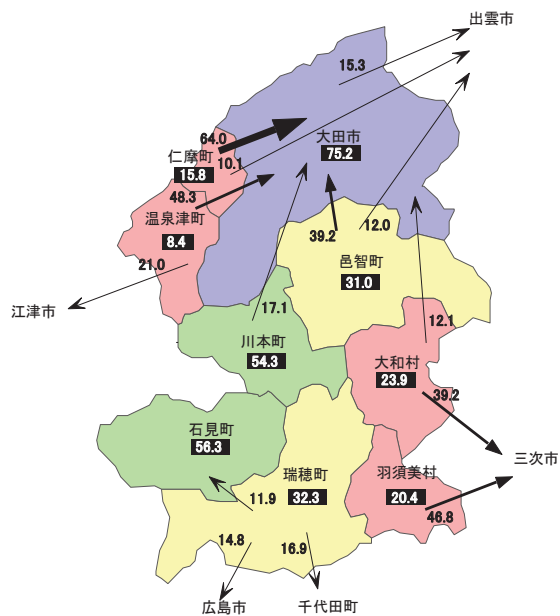 出雲市
15.3
64.0
大田市
仁摩町
10.1
75.2
15.8
48.3
温泉津町
39.2
12.0
8.4
邑智町
21.0
31.0
17.1
江津市
12.1
川本町
大和村
54.3
23.9
39.2
石見町
56.3
三次市
瑞穂町
羽須美村
11.9
32.3
20.4
46.8
14.8
16.9
広島市
千代田町